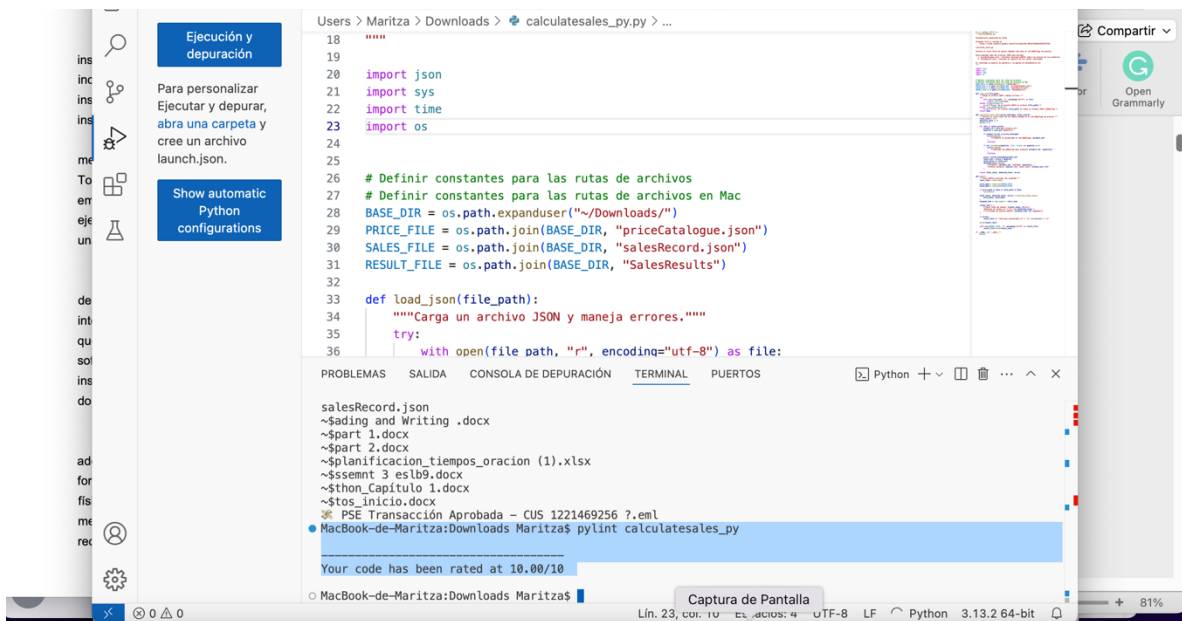 Users > Maritza > Downloads > calculatesales_py.py > ...
Compartir
Open
Grammarly
Ejecución y
depuración
Para personalizar
Ejecutar y depurar,
abra una carpeta y
cree un archivo
launch.json.
Show automatic
Python
configurations
18 """
19
20 import json
21 import sys
22 import time
23 import os
24
25
26 # Definir constantes para las rutas de archivos
27 # Definir constantes para las rutas de archivos en Mac
28 BASE_DIR = os.path.expanduser("~/Downloads/")
29 PRICE_FILE = os.path.join(BASE_DIR, "priceCatalogue.json")
30 SALES_FILE = os.path.join(BASE_DIR, "salesRecord.json")
31 RESULT_FILE = os.path.join(BASE_DIR, "SalesResults")
32
33 def load_json(file_path):
34 """Carga un archivo JSON y maneja errores."""
35 try:
36 with open(file_path, "r", encoding="utf-8") as file:
PROBLEMS SALIDA CONSOLA DE DEPURACIÓN TERMINAL PUERTOS Python
salesRecord.json
~$ading and Writing .docx
~$part 1.docx
~$part 2.docx
~$planificacion_tiempos_oracion (1).xlsx
~$ssemnt 3 eslb9.docx
~$thon_Capítulo 1.docx
~$tos_inicio.docx
PSE Transacción Aprobada – CUS 1221469256 ?.eml
MacBook-de-Maritza:Downloads Maritza$ pylint calculatesales_py
------------------------------------
Your code has been rated at 10.00/10
MacBook-de-Maritza:Downloads Maritza$
Captura de Pantalla
0 0 Lín. 23, col. 10 UTF-8 LF Python 3.13.2 64-bit
81%